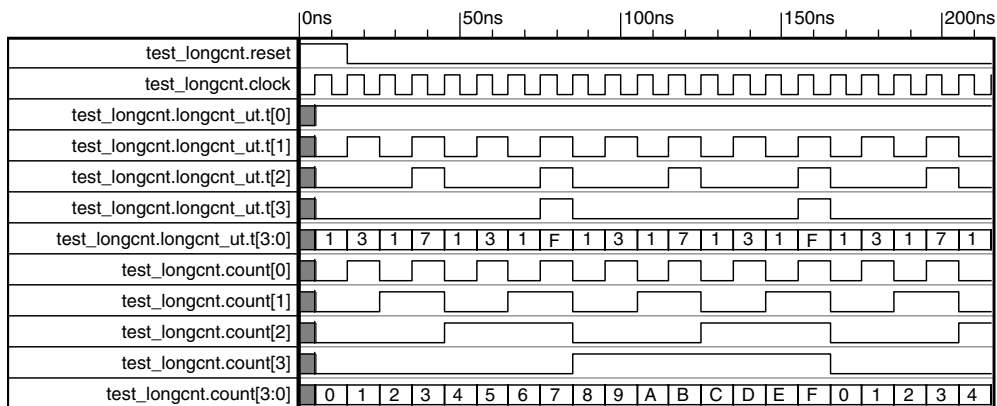 0ns 50ns 100ns 150ns 200ns
test_longcnt.reset
test_longcnt.clock
test_longcnt.longcnt_ut.t[0]
test_longcnt.longcnt_ut.t[1]
test_longcnt.longcnt_ut.t[2]
test_longcnt.longcnt_ut.t[3]
test_longcnt.longcnt_ut.t[3:0] 1 3 1 7 1 3 1 F 1 3 1 7 1 3 1 F 1 3 1 7 1
test_longcnt.count[0]
test_longcnt.count[1]
test_longcnt.count[2]
test_longcnt.count[3]
test_longcnt.count[3:0] 0 1 2 3 4 5 6 7 8 9 A B C D E F 0 1 2 3 4